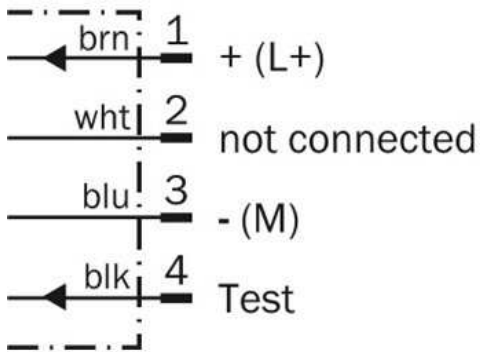 brn 1 + (L+)
wht 2 not connected
blu 3 - (M)
blk 4 Test